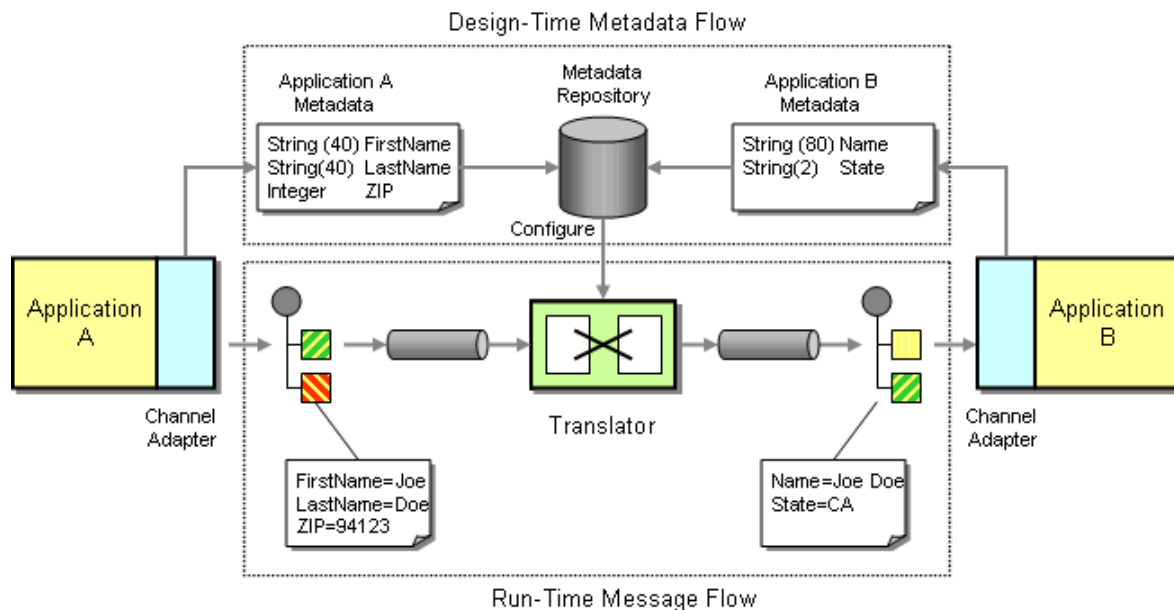 Design-Time Metadata Flow
Application A
Metadata
Metadata
Repository
Application B
Metadata
String (40) FirstName
String(40) LastName
Integer ZIP
String (80) Name
String(2) State
Configure
Application
A
Application
B
Channel
Adapter
Translator
Channel
Adapter
FirstName=Joe
LastName=Doe
ZIP=94123
Name=Joe Doe
State=CA
Run-Time Message Flow